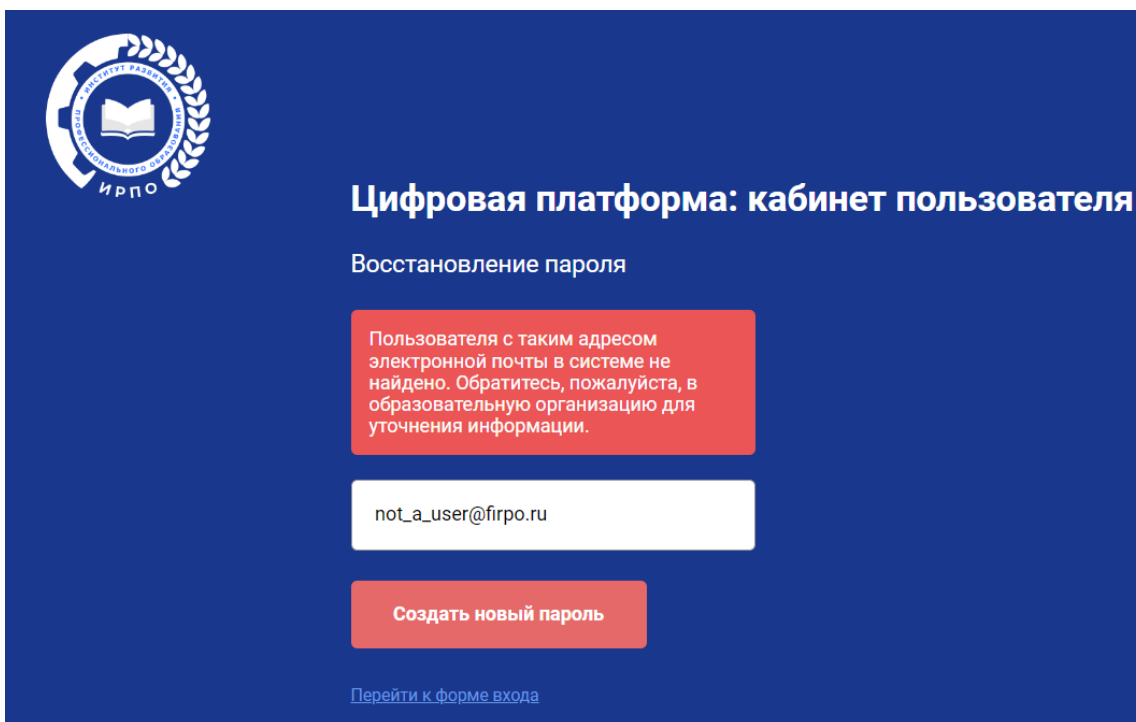 ИНСТИТУТ РАЗВИТИЯ
ПРОФЕССИОНАЛЬНОГО ОБРАЗОВАНИЯ
ИРПО
Цифровая платформа: кабинет пользователя
Восстановление пароля
Пользователя с таким адресом
электронной почты в системе не
найдено. Обратитесь, пожалуйста, в
образовательную организацию для
уточнения информации.
not_a_user@firpo.ru
Создать новый пароль
Перейти к форме входа